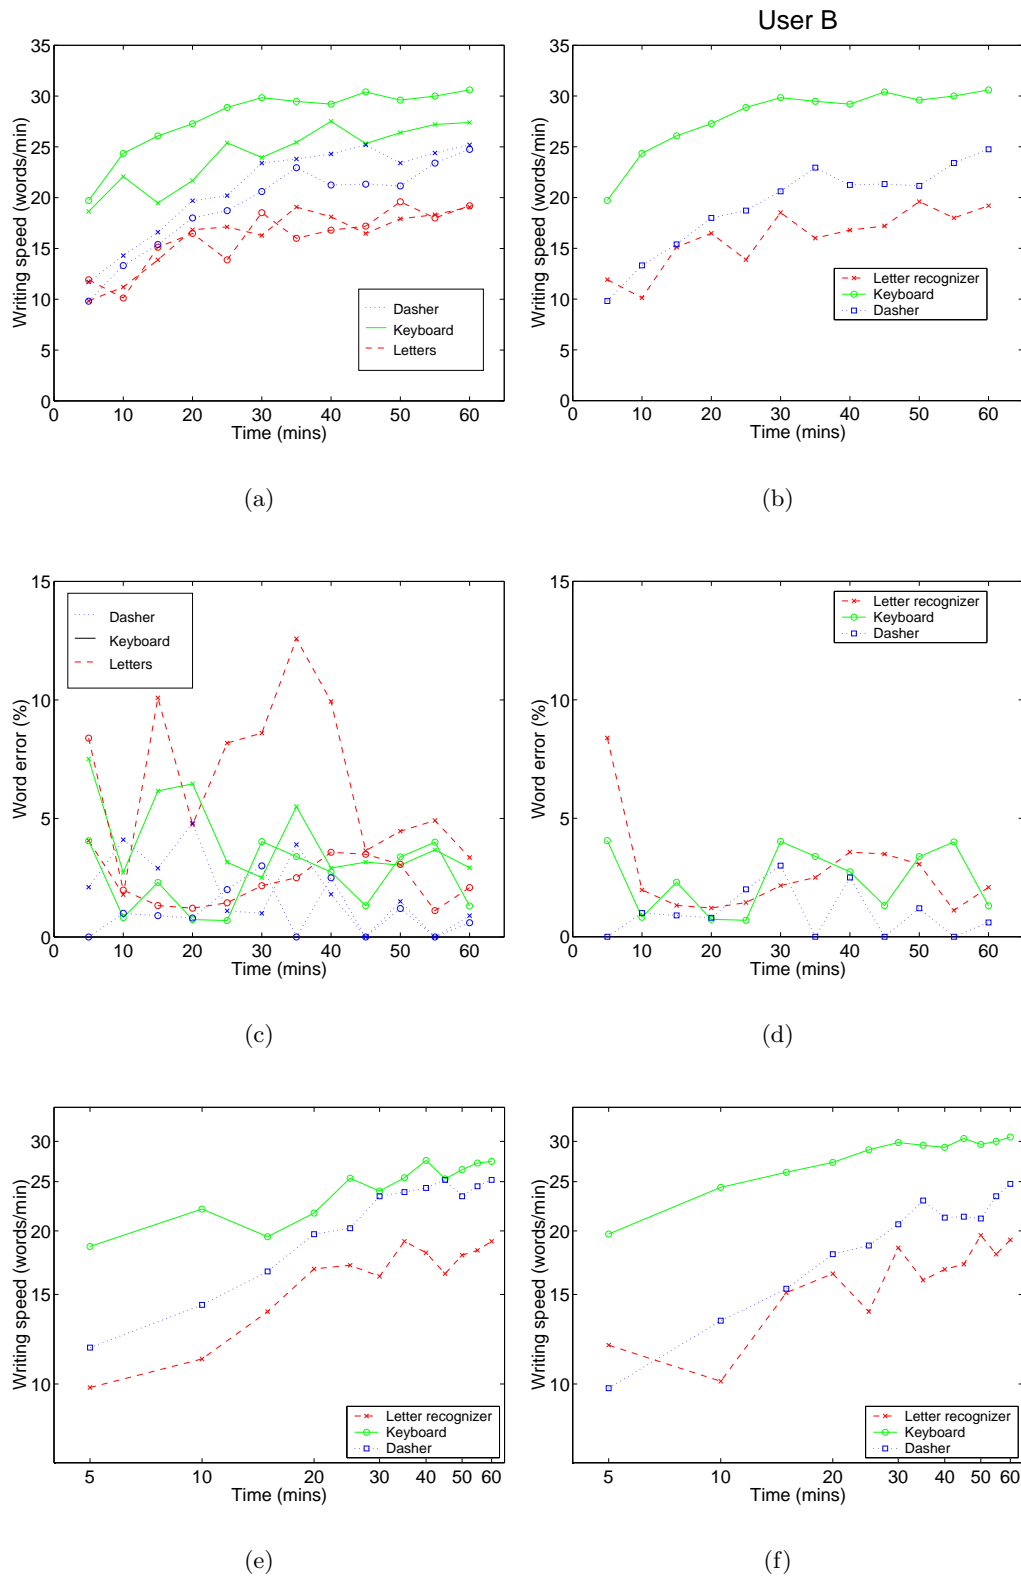 User B
35
30
25
20
15
10
5
0
Writing speed (words/min)
Dasher
Keyboard
Letters
0 10 20 30 40 50 60
Time (mins)
(a)
35
30
25
20
15
10
5
0
Writing speed (words/min)
Letter recognizer
Keyboard
Dasher
0 10 20 30 40 50 60
Time (mins)
(b)
15
10
5
0
Word error (%)
Dasher
Keyboard
Letters
0 10 20 30 40 50 60
Time (mins)
(c)
15
10
5
0
Word error (%)
Letter recognizer
Keyboard
Dasher
0 10 20 30 40 50 60
Time (mins)
(d)
30
25
20
15
10
Writing speed (words/min)
Letter recognizer
Keyboard
Dasher
5 10 20 30 40 50 60
Time (mins)
(e)
30
25
20
15
10
Writing speed (words/min)
Letter recognizer
Keyboard
Dasher
5 10 20 30 40 50 60
Time (mins)
(f)